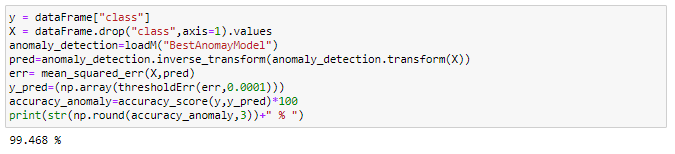 y = dataFrame["class"]
X = dataFrame.drop("class",axis=1).values
anomaly_detection=loadM("BestAnomayModel")
pred=anomaly_detection.inverse_transform(anomaly_detection.transform(X))
err= mean_squared_err(X,pred)
y_pred=(np.array(thresholdErr(err,0.0001)))
accuracy_anomaly=accuracy_score(y,y_pred)*100
print(str(np.round(accuracy_anomaly,3))+" % ")
99.468 %